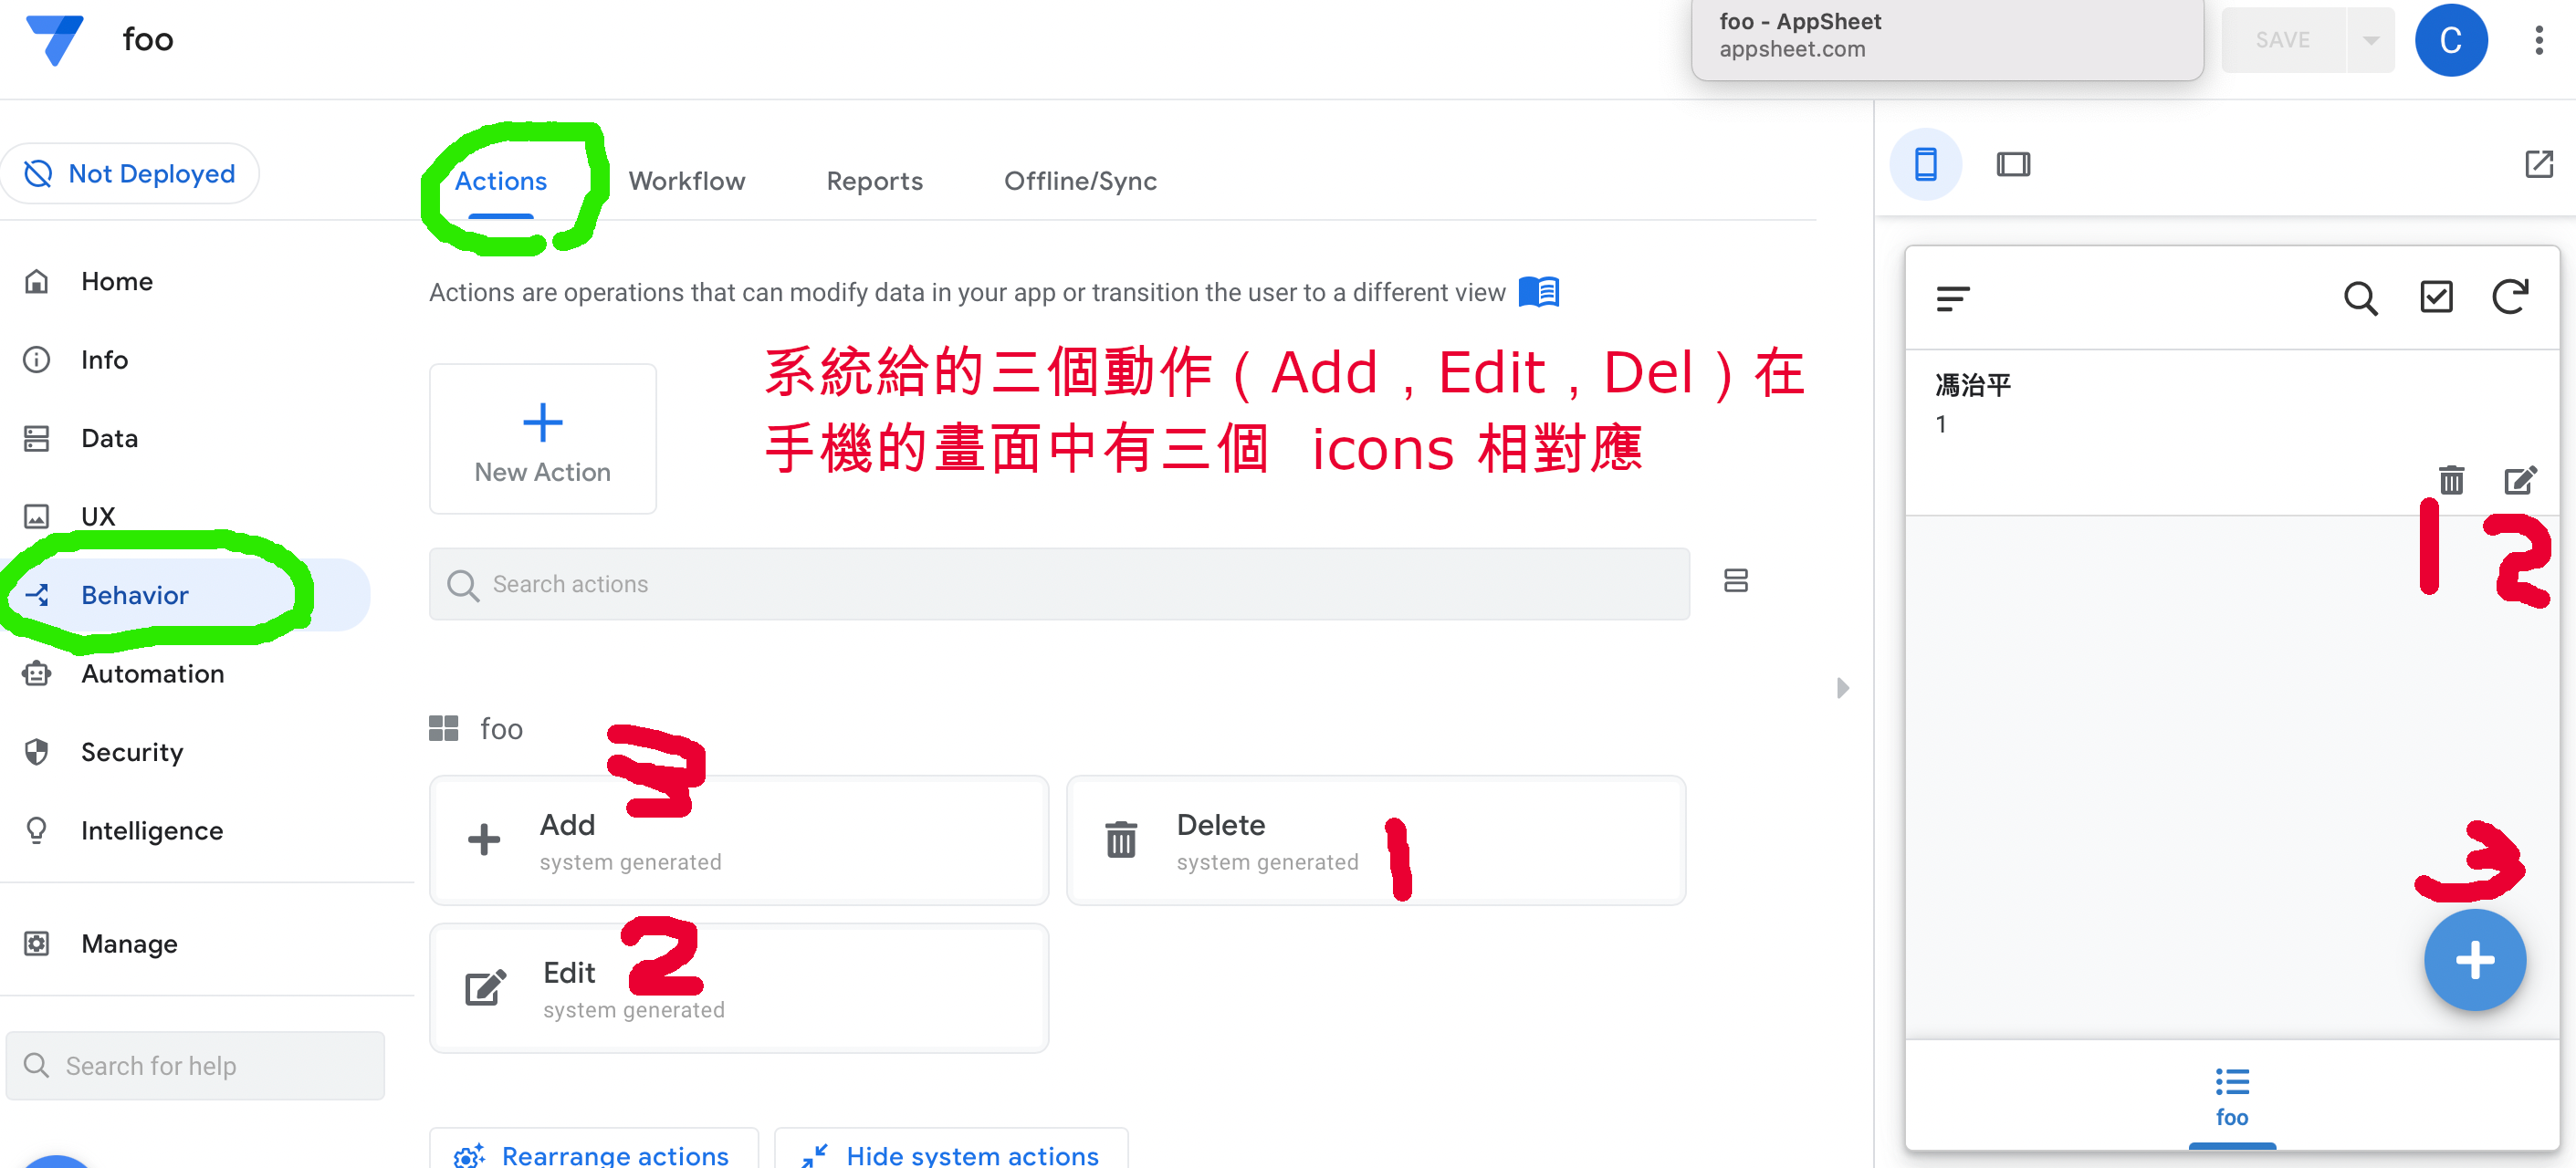 foo
foo - AppSheet
appsheet.com
SAVE
C
Not Deployed
Actions
Workflow
Reports
Offline/Sync
Home
Info
Data
UX
Behavior
Automation
Security
Intelligence
Manage
Search for help
Actions are operations that can modify data in your app or transition the user to a different view
New Action
系統給的三個動作（Add，Edit，Del）在
手機的畫面中有三個 icons 相對應
Search actions
foo
3
Add
system generated
Delete
system generated
1
Edit
system generated
2
Rearrange actions
Hide system actions
馮治平
1
1 2
3
foo